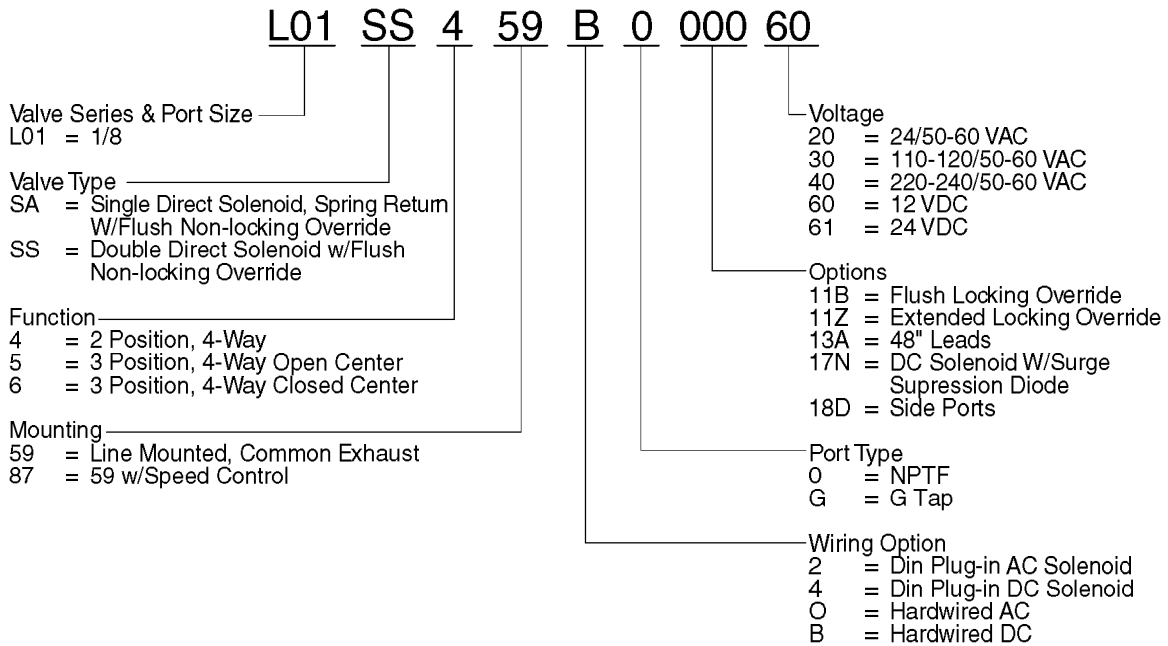 L01 SS 4 59 B 0 000 60
Valve Series & Port Size
L01 = 1/8
Valve Type
SA = Single Direct Solenoid, Spring Return
W/Flush Non-locking Override
SS = Double Direct Solenoid w/Flush
Non-locking Override
Function
4 = 2 Position, 4-Way
5 = 3 Position, 4-Way Open Center
6 = 3 Position, 4-Way Closed Center
Mounting
59 = Line Mounted, Common Exhaust
87 = 59 w/Speed Control
Voltage
20 = 24/50-60 VAC
30 = 110-120/50-60 VAC
40 = 220-240/50-60 VAC
60 = 12 VDC
61 = 24 VDC
Options
11B = Flush Locking Override
11Z = Extended Locking Override
13A = 48" Leads
17N = DC Solenoid W/Surge
Supression Diode
18D = Side Ports
Port Type
0 = NPTF
G = G Tap
Wiring Option
2 = Din Plug-in AC Solenoid
4 = Din Plug-in DC Solenoid
O = Hardwired AC
B = Hardwired DC